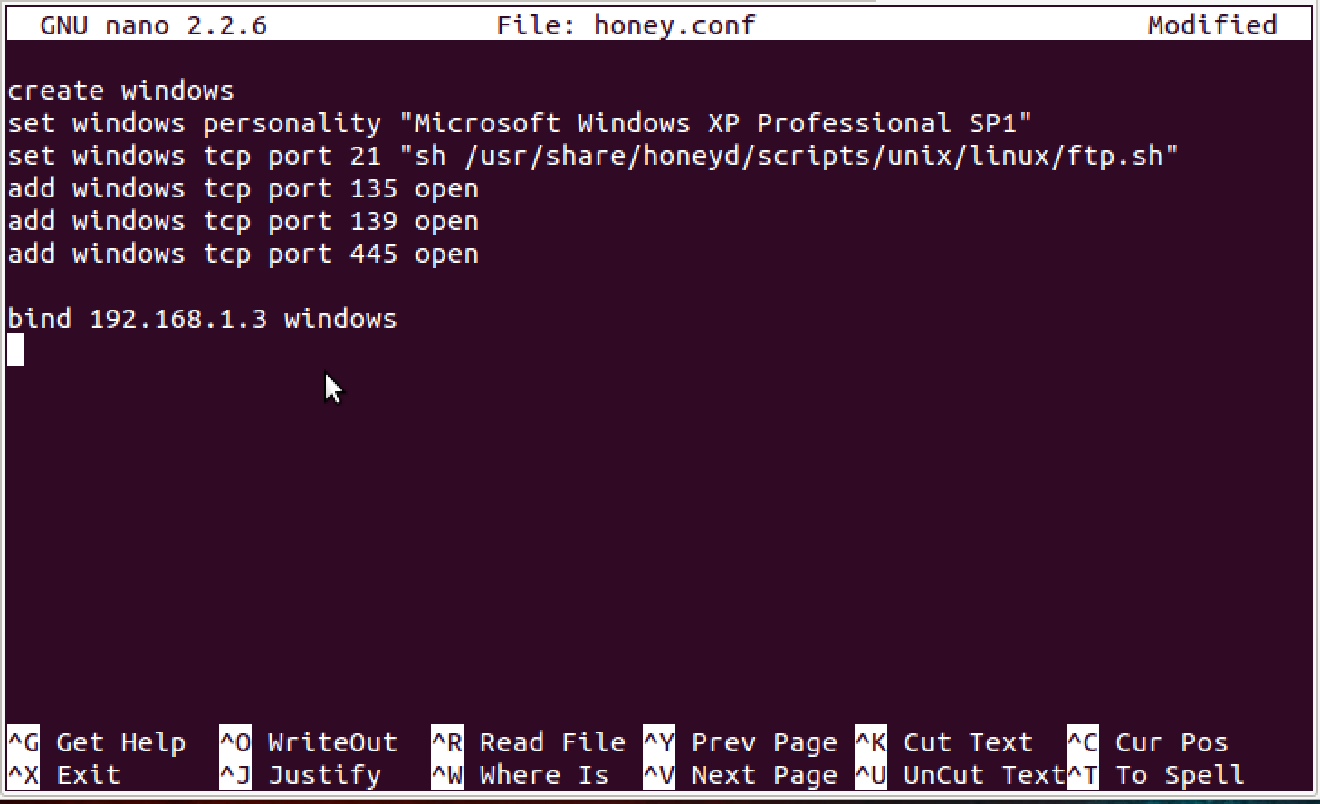 GNU nano 2.2.6 File: honey.conf Modified
create windows
set windows personality "Microsoft Windows XP Professional SP1"
set windows tcp port 21 "sh /usr/share/honeyd/scripts/unix/linux/ftp.sh"
add windows tcp port 135 open
add windows tcp port 139 open
add windows tcp port 445 open
bind 192.168.1.3 windows
^G Get Help ^O WriteOut ^R Read File ^Y Prev Page ^K Cut Text ^C Cur Pos
^X Exit ^J Justify ^W Where Is ^V Next Page ^U UnCut Text^T To Spell